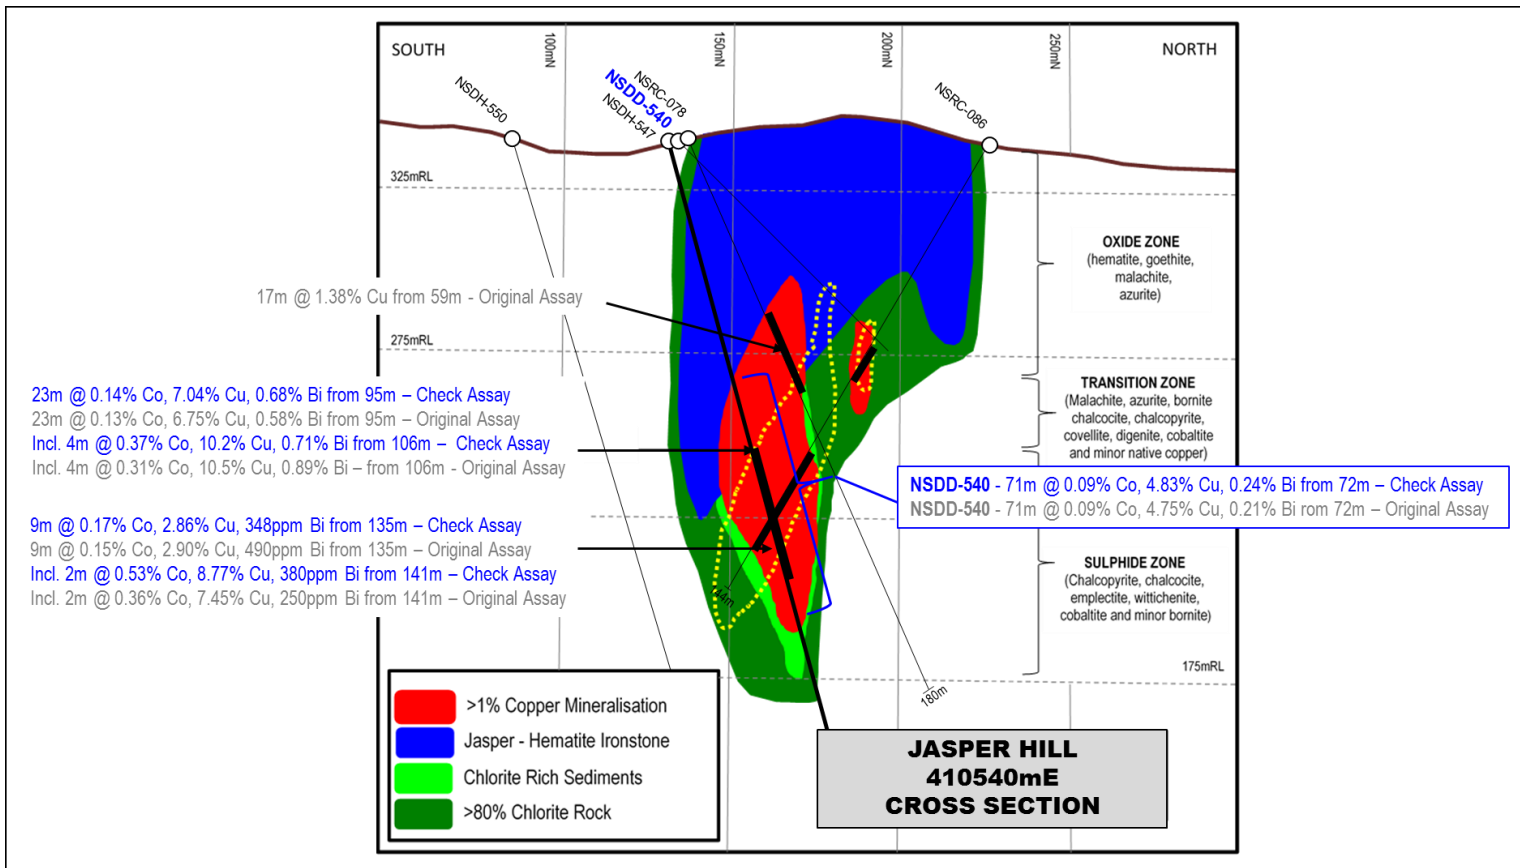 SOUTH
100mN
150mN
200mN
250mN
NORTH
NSDH-550
NSRC-078
NSDD-540
NSDH-547
NSRC-086
325mRL
OXIDE ZONE
(hematite, goethite,
malachite,
azurite)
17m @ 1.38% Cu from 59m - Original Assay
275mRL
TRANSITION ZONE
(Malachite, azurite, bornite
chalcocite, chalcopyrite,
covellite, digenite, cobaltite
and minor native copper)
23m @ 0.14% Co, 7.04% Cu, 0.68% Bi from 95m – Check Assay
23m @ 0.13% Co, 6.75% Cu, 0.58% Bi from 95m – Original Assay
Incl. 4m @ 0.37% Co, 10.2% Cu, 0.71% Bi from 106m – Check Assay
Incl. 4m @ 0.31% Co, 10.5% Cu, 0.89% Bi – from 106m - Original Assay
NSDD-540 - 71m @ 0.09% Co, 4.83% Cu, 0.24% Bi from 72m – Check Assay
NSDD-540 - 71m @ 0.09% Co, 4.75% Cu, 0.21% Bi rom 72m – Original Assay
9m @ 0.17% Co, 2.86% Cu, 348ppm Bi from 135m – Check Assay
9m @ 0.15% Co, 2.90% Cu, 490ppm Bi from 135m – Original Assay
Incl. 2m @ 0.53% Co, 8.77% Cu, 380ppm Bi from 141m – Check Assay
Incl. 2m @ 0.36% Co, 7.45% Cu, 250ppm Bi from 141m – Original Assay
SULPHIDE ZONE
(Chalcopyrite, chalcocite,
emplectite, wittichenite,
cobaltite and minor bornite)
175mRL
180m
>1% Copper Mineralisation
Jasper - Hematite Ironstone
Chlorite Rich Sediments
>80% Chlorite Rock
JASPER HILL
410540mE
CROSS SECTION